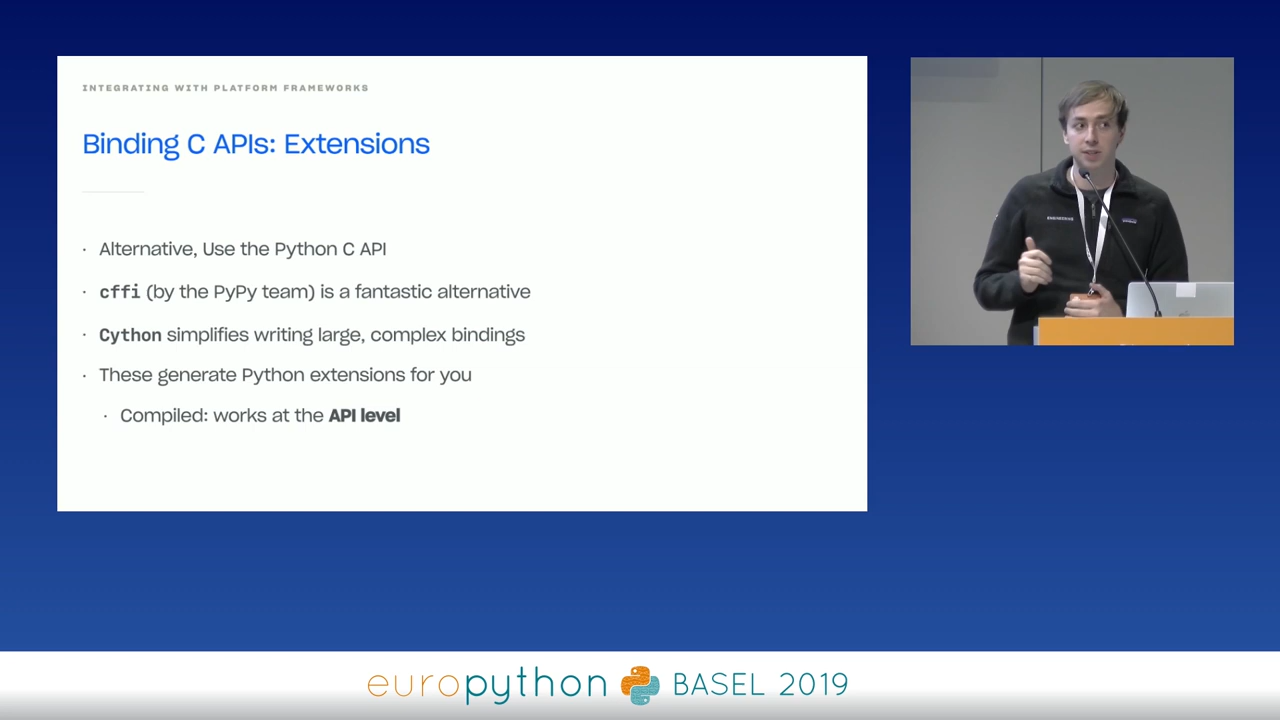 INTEGRATING WITH PLATFORM FRAMEWORKS
Binding C APIs: Extensions
· Alternative, Use the Python C API
· cffi (by the PyPy team) is a fantastic alternative
· Cython simplifies writing large, complex bindings
· These generate Python extensions for you
· Compiled: works at the API level
ENGINEERING
europython BASEL 2019